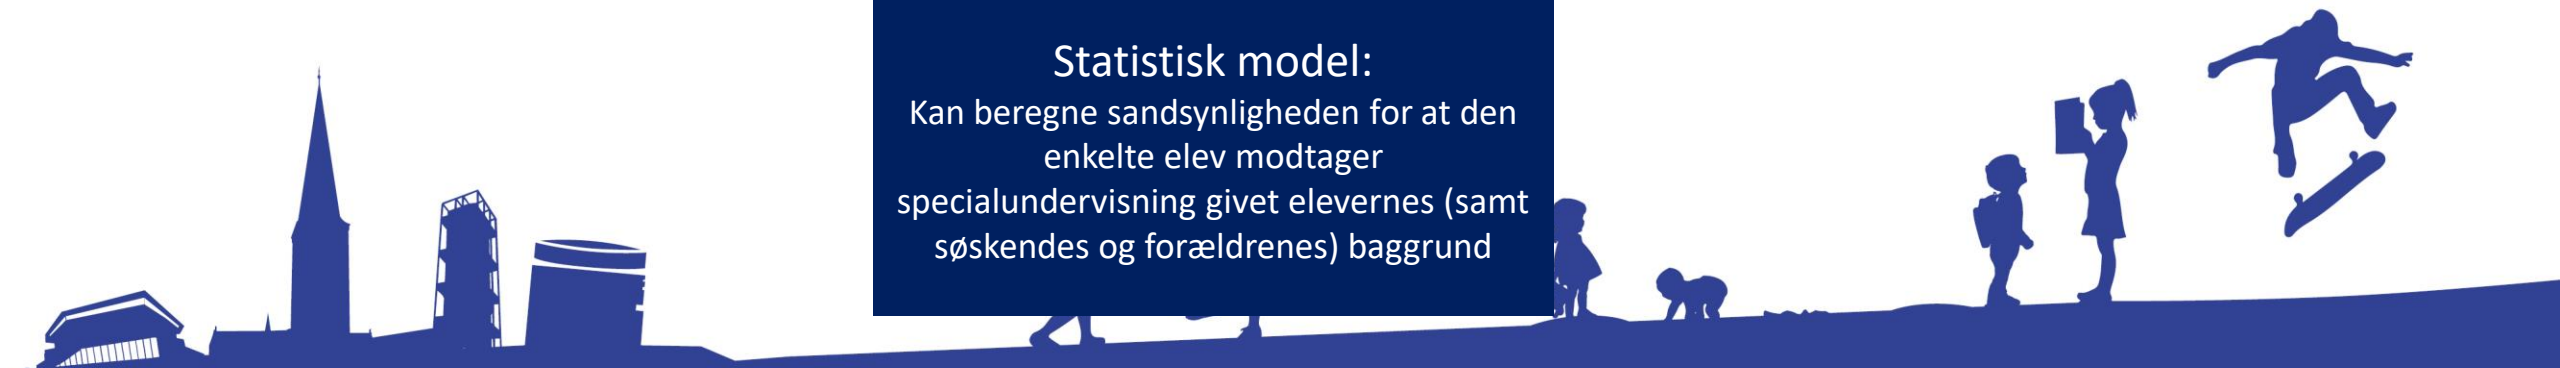 Statistisk model:
Kan beregne sandsynligheden for at den
enkelte elev modtager
specialundervisning givet elevernes (samt
søskendes og forældrenes) baggrund